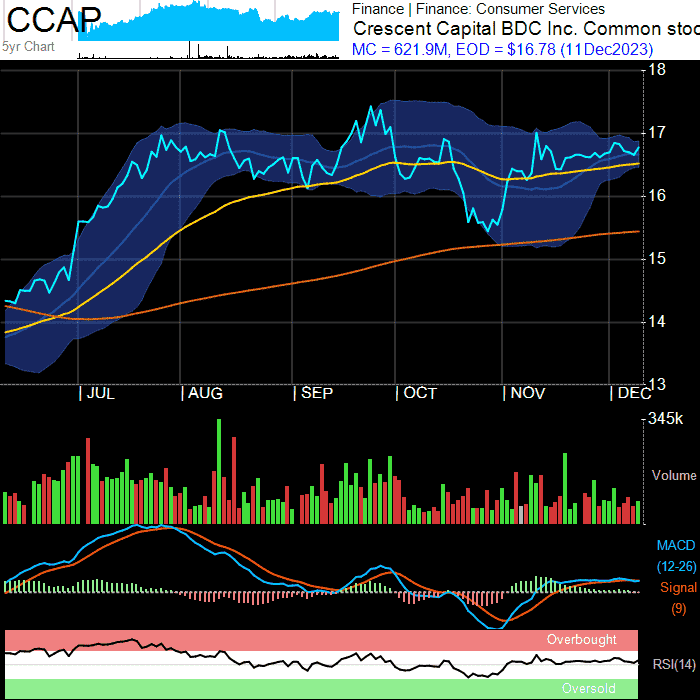 CCAP
5yr Chart
Finance | Finance: Consumer Services
Crescent Capital BDC Inc. Common stoc
MC = 621.9M, EOD = $16.78 (11Dec2023)
18
17
16
15
14
13
| JUL | AUG | SEP | OCT | NOV | DEC
345k
Volume
MACD
(12-26)
Signal
(9)
Overbought
RSI(14)
Oversold